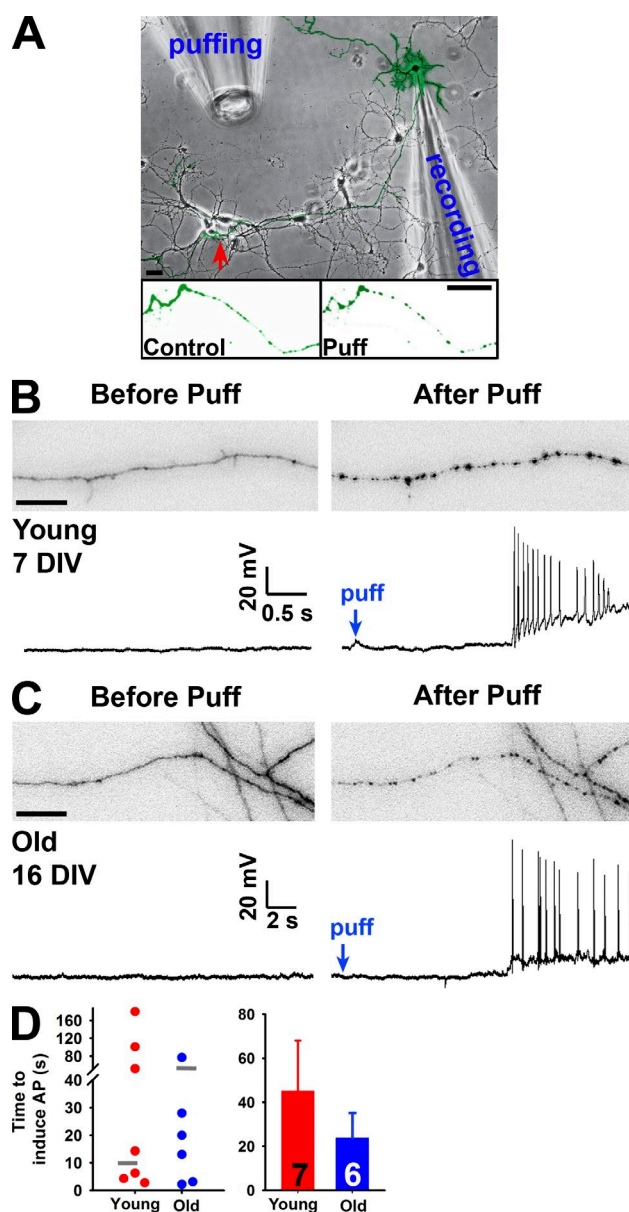 A
puffing
recording
Control
Puff
B
Before Puff
After Puff
Young
7 DIV
20 mV
0.5 s
puff
C
Before Puff
After Puff
Old
16 DIV
20 mV
2 s
puff
D
Time to
induce AP (s)
160
120
80
40
30
20
10
0
Young
Old
80
60
40
20
0
7
6
Young
Old